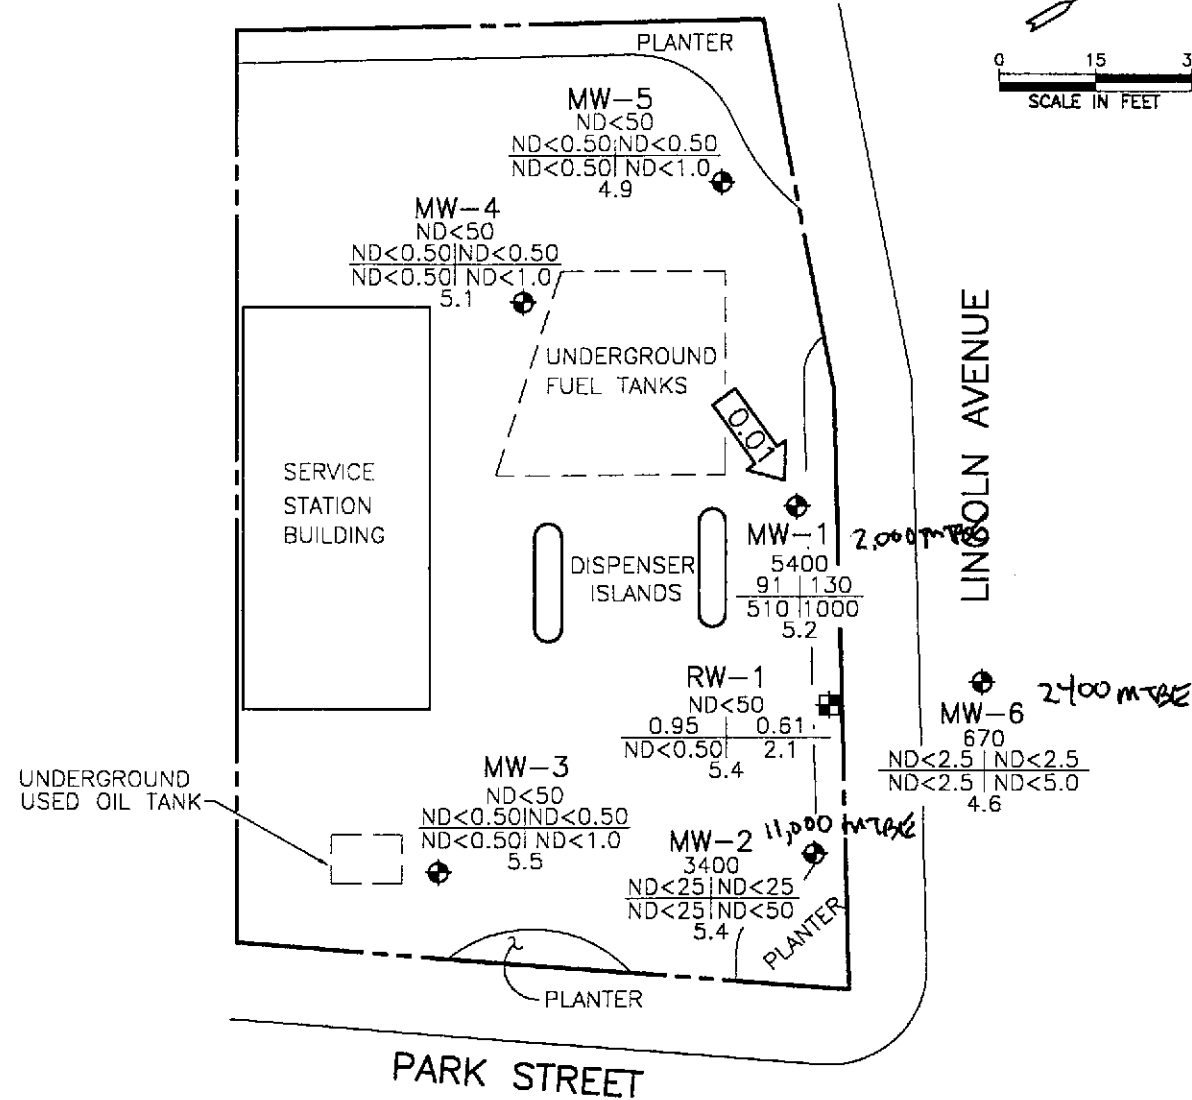 PLANTER
0 15 3
SCALE IN FEET
MW-5
ND<50
ND<0.50 ND<0.50
ND<0.50 ND<1.0
4.9
MW-4
ND<50
ND<0.50 ND<0.50
ND<0.50 ND<1.0
5.1
UNDERGROUND
FUEL TANKS
0.01
LINCOLN AVENUE
SERVICE
STATION
BUILDING
DISPENSER
ISLANDS
MW-1 2,000 MTBE
5400
91 130
510 1000
5.2
RW-1
ND<50
0.95 0.61
ND<0.50 2.1
5.4
2400 MTBE
MW-6
670
ND<2.5 ND<2.5
ND<2.5 ND<5.0
4.6
UNDERGROUND
USED OIL TANK
MW-3
ND<50
ND<0.50 ND<0.50
ND<0.50 ND<1.0
5.5
11,000 MTBE
MW-2
3400
ND<25 ND<25
ND<25 ND<50
5.4
PLANTER
PLANTER
PARK STREET